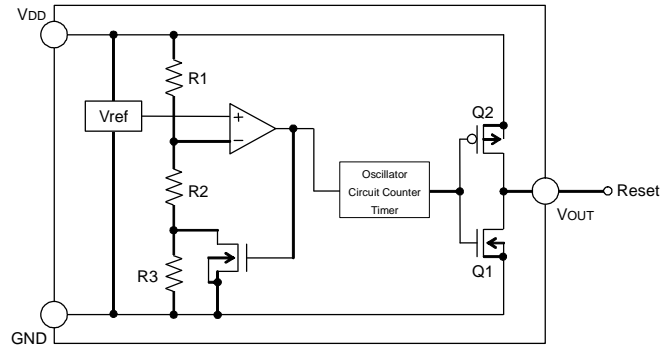 VDD
R1
Vref
+
−
Q2
Oscillator
Circuit Counter
Timer
R2
Reset
VOUT
R3
Q1
GND